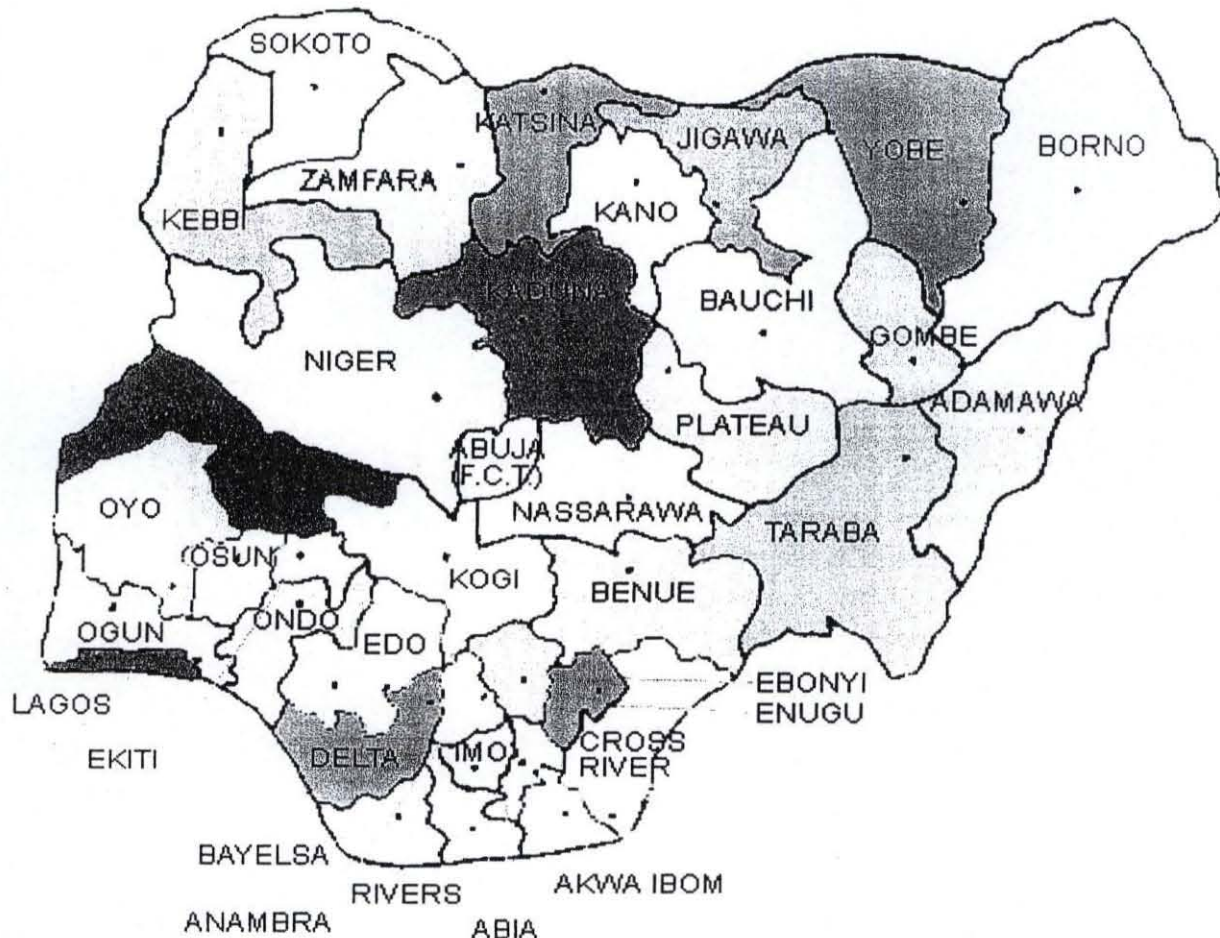 SOKOTO
KATSINA
JIGAWA
YOBE
BORNO
ZAMFARA
KANO
KEBBI
KADUNA
BAUCHI
GOMBE
NIGER
ADAMAWA
PLATEAU
ABUJA
(F.C.T.)
OYO
NASSARAWA
TARABA
OSUN
KOGI
BENUE
OGUN
ONDO
EDO
EBONYI
ENUGU
LAGOS
EKITI
DELTA
IMO
CROSS
RIVER
BAYELSA
RIVERS
AKWA IBOM
ANAMBRA
ABIA